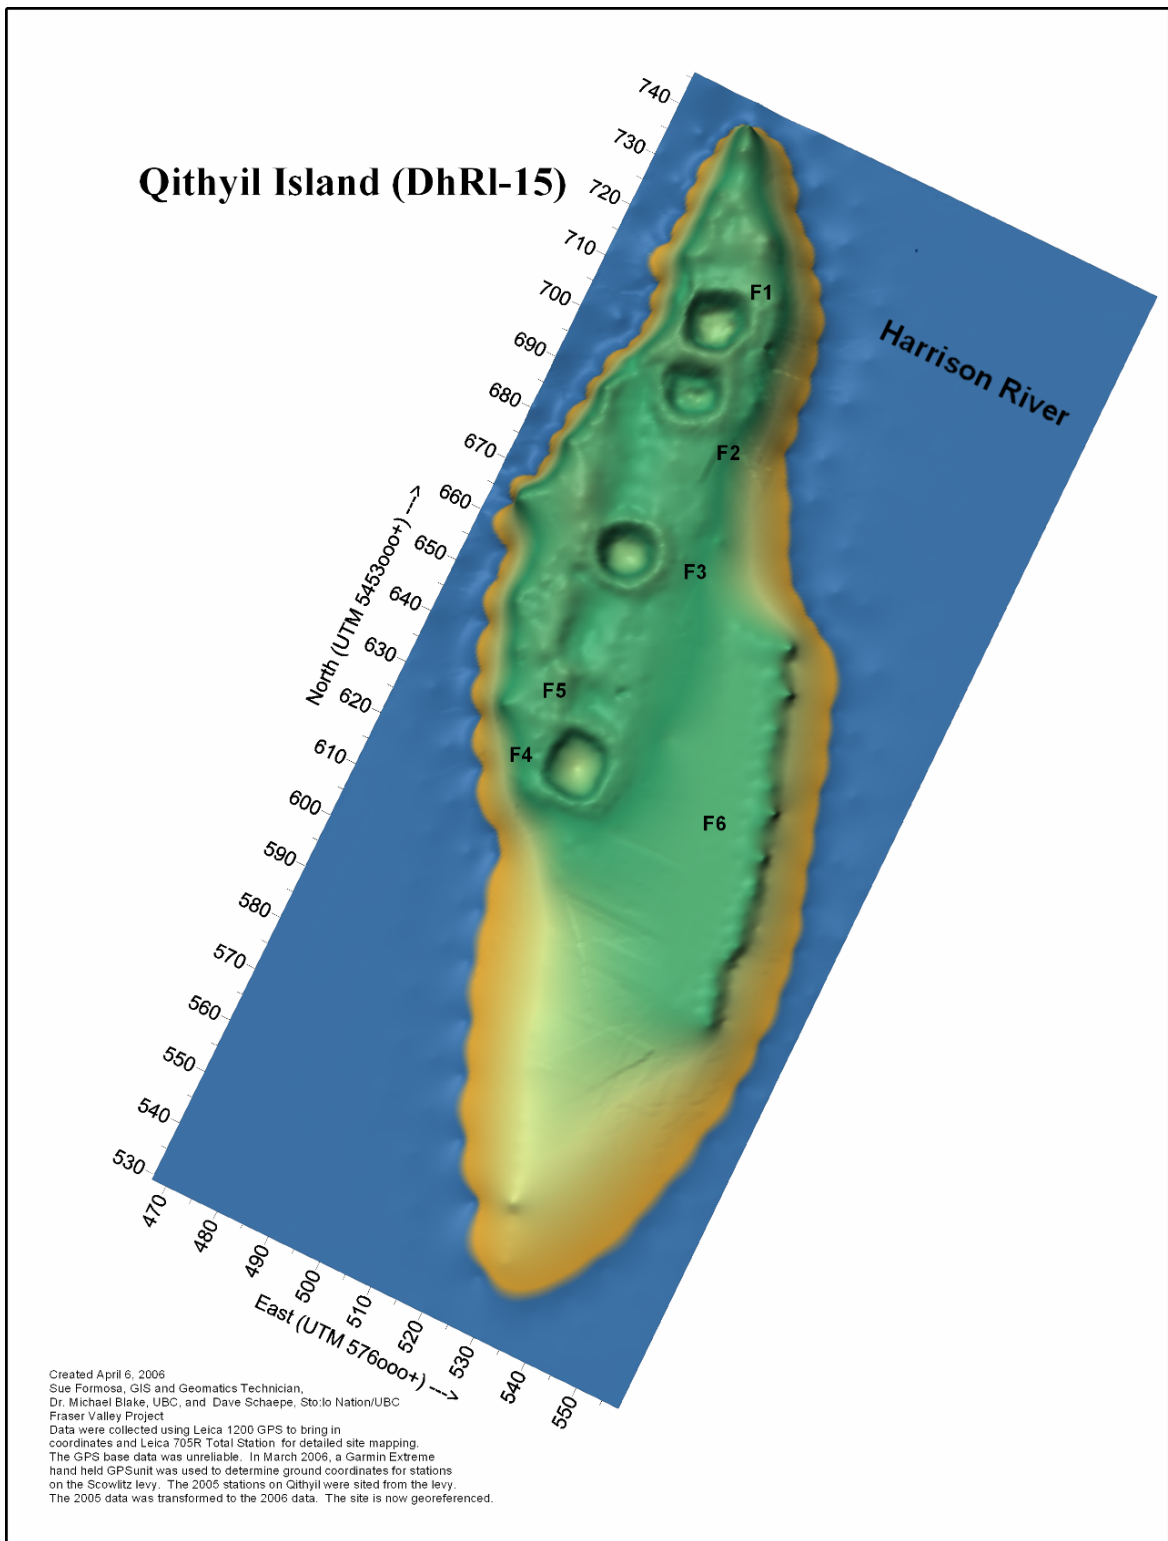 Qithyil Island (DhRl-15)
740
730
720
710
700
690
680
670
660
650
640
630
620
610
600
590
580
570
560
550
540
530
North (UTM 5453ooo+) ---->
F1
F2
F3
F5
F4
F6
Harrison River
470
480
490
500
510
520
530
540
550
East (UTM 576ooo+) --->
Created April 6, 2006
Sue Formosa, GIS and Geomatics Technician,
Dr. Michael Blake, UBC, and  Dave Schaepe, Sto:lo Nation/UBC
Fraser Valley Project
Data were collected using Leica 1200 GPS to bring in
coordinates and Leica 705R Total Station  for detailed site mapping.
The GPS base data was unreliable.  In March 2006, a Garmin Extreme
hand held GPSunit was used to determine ground coordinates for stations
on the Scowlitz levy.  The 2005 stations on Qithyil were sited from the levy.
The 2005 data was transformed to the 2006 data.  The site is now georeferenced.